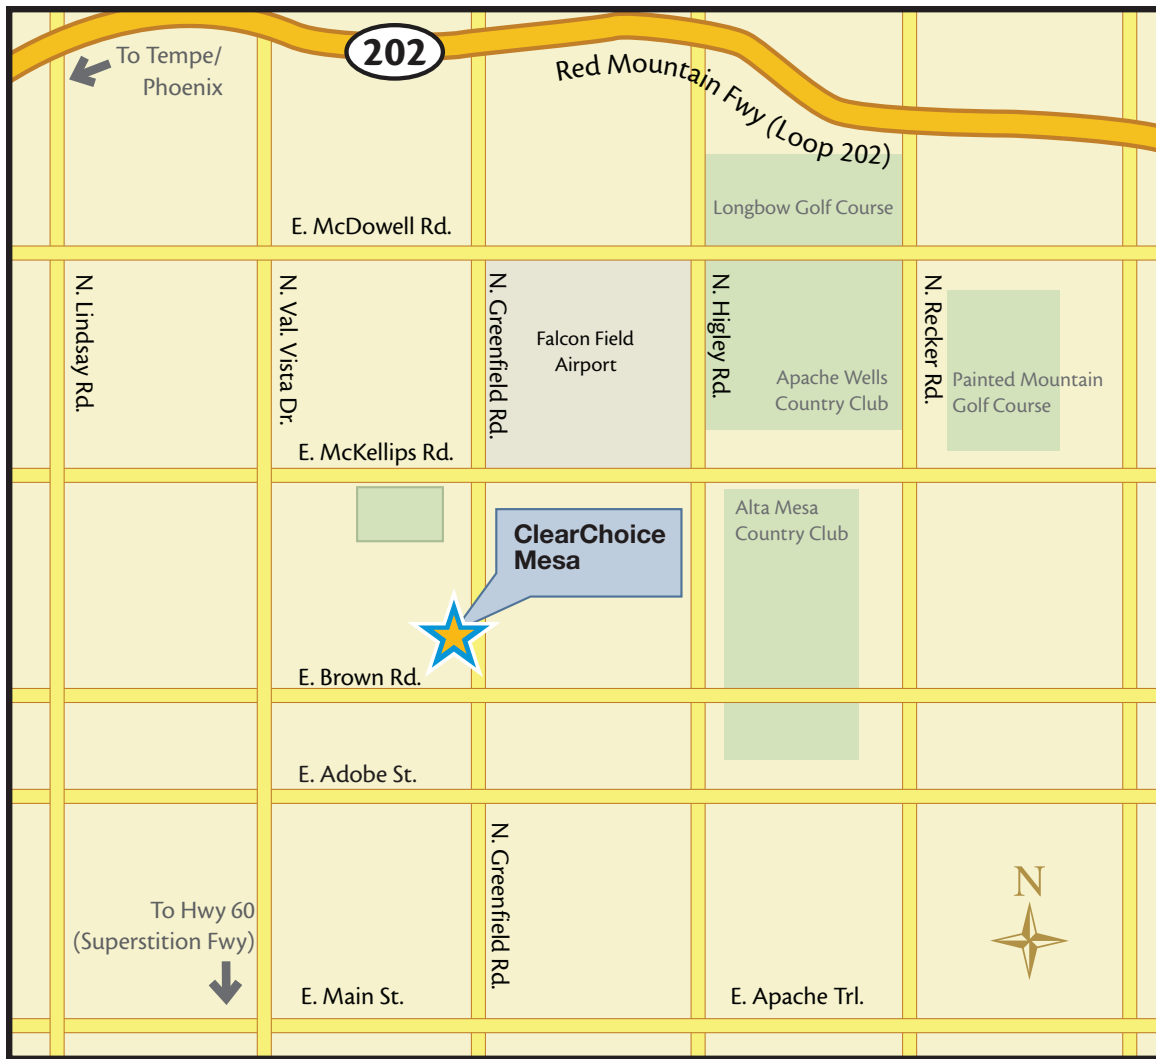 202
To Tempe/
Phoenix
Red Mountain Fwy (Loop 202)
Longbow Golf Course
E. McDowell Rd.
N. Lindsay Rd.
N. Val. Vista Dr.
N. Greenfield Rd.
Falcon Field
Airport
N. Higley Rd.
Apache Wells
Country Club
N. Recker Rd.
Painted Mountain
Golf Course
E. McKellips Rd.
Alta Mesa
Country Club
ClearChoice
Mesa
E. Brown Rd.
E. Adobe St.
N. Greenfield Rd.
N
To Hwy 60
(Superstition Fwy)
E. Main St.
E. Apache Trl.